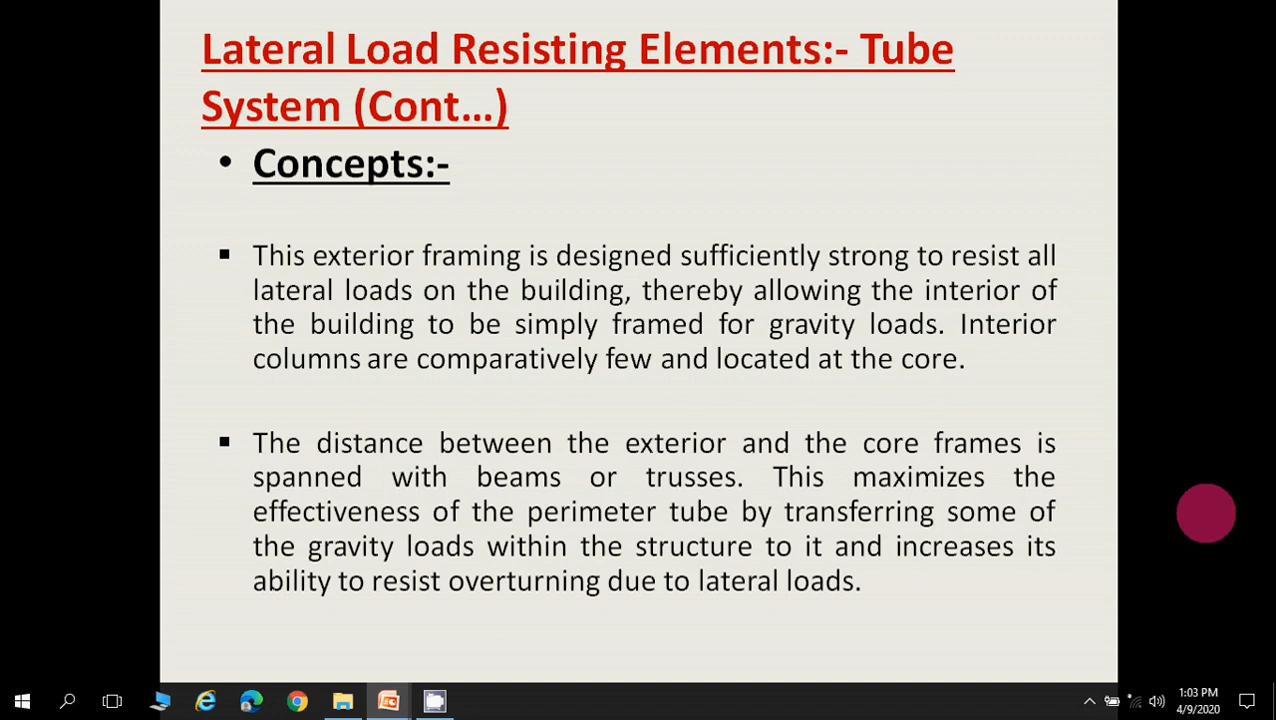 Lateral Load Resisting Elements:- Tube
System (Cont…)
• Concepts:-
▪ This exterior framing is designed sufficiently strong to resist all
lateral loads on the building, thereby allowing the interior of
the building to be simply framed for gravity loads. Interior
columns are comparatively few and located at the core.
▪ The distance between the exterior and the core frames is
spanned with beams or trusses. This maximizes the
effectiveness of the perimeter tube by transferring some of
the gravity loads within the structure to it and increases its
ability to resist overturning due to lateral loads.
1:03 PM
4/9/2020